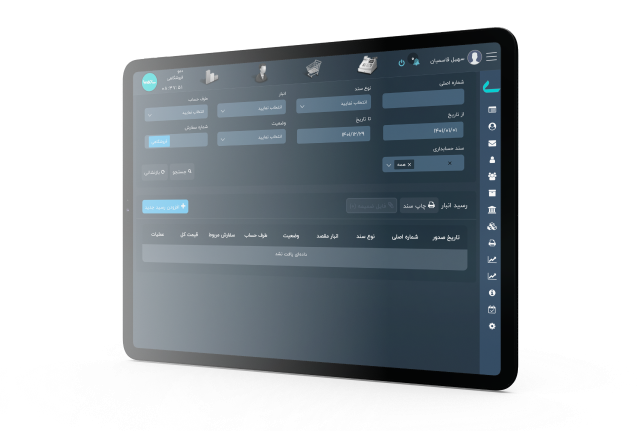 سهیل قاسمیان
شماره اصلی
نوع سند
انتخاب نمایید
انبار
انتخاب نمایید
طرف حساب
انتخاب نمایید
از تاریخ
۱۴۰۱/۰۱/۰۱
تا تاریخ
۱۴۰۱/۱۲/۲۹
وضعیت
انتخاب نمایید
شماره سفارش
سند حسابداری
همه
جستجو
بازنشانی
رسید انبار
چاپ سند
تاریخ صدور شماره اصلی نوع سند انبار مقصد وضعیت طرف حساب سفارش مربوط قیمت کل عملیات
داده‌ای یافت نشد